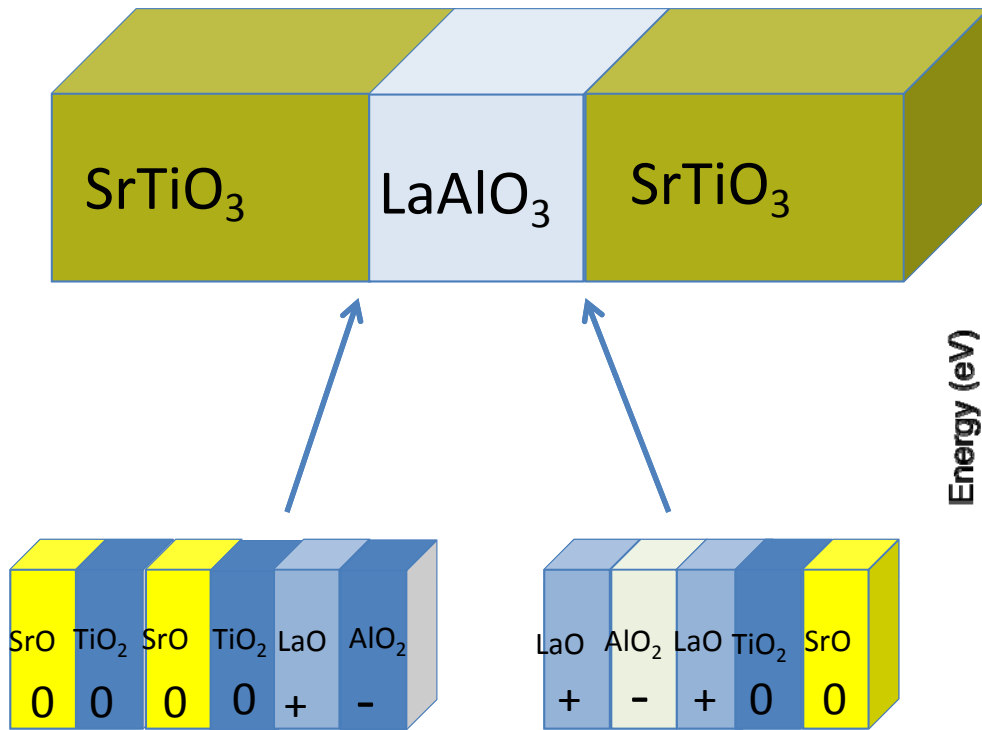 SrTiO₃ LaAlO₃ SrTiO₃
Energy (eV)
SrO TiO₂ SrO TiO₂ LaO AlO₂
0 0 0 0 + -
LaO AlO₂ LaO TiO₂ SrO
+ - + 0 0